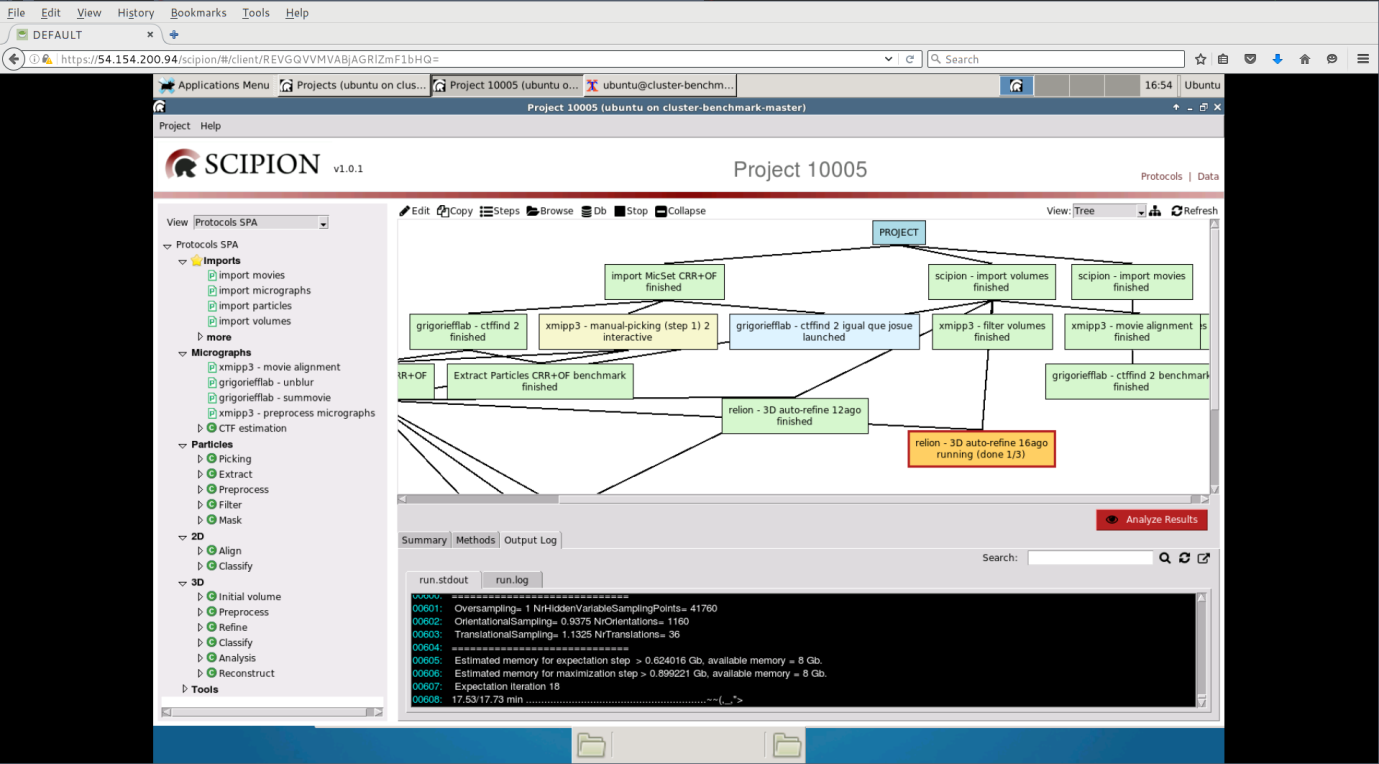 File Edit View History Bookmarks Tools Help
DEFAULT
https://54.154.200.94/scipion/#/client/REVGQVVMVABjAGRlZmF1bHQ=
Search
Applications Menu
Projects (ubuntu on clus...
Project 10005 (ubuntu o...
ubuntu@cluster-benchm...
16:54
Ubuntu
Project 10005 (ubuntu on cluster-benchmark-master)
Project Help
SCIPION v1.0.1
Project 10005
Protocols | Data
View Protocols SPA
Edit Copy Steps Browse Db Stop Collapse
View: Tree
Refresh
Protocols SPA
Imports
import movies
import micrographs
import particles
import volumes
more
Micrographs
xmipp3 - movie alignment
grigoriefflab - unblur
grigoriefflab - summovie
xmipp3 - preprocess micrographs
CTF estimation
Particles
Picking
Extract
Preprocess
Filter
Mask
2D
Align
Classify
3D
Initial volume
Preprocess
Refine
Classify
Analysis
Reconstruct
Tools
PROJECT
import MicSet CRR+OF
finished
scipion - import volumes
finished
scipion - import movies
finished
grigoriefflab - ctffind 2
finished
xmipp3 - manual-picking (step 1) 2
interactive
grigoriefflab - ctffind 2 igual que josue
launched
xmipp3 - filter volumes
finished
xmipp3 - movie alignment
finished
es
RR+OF
Extract Particles CRR+OF benchmark
finished
grigoriefflab - ctffind 2 benchmark
finished
relion - 3D auto-refine 12ago
finished
relion - 3D auto-refine 16ago
running (done 1/3)
Analyze Results
Summary Methods Output Log
Search:
run.stdout run.log
00600: =============================
00601: Oversampling= 1 NrHiddenVariableSamplingPoints= 41760
00602: OrientationalSampling= 0.9375 NrOrientations= 1160
00603: TranslationalSampling= 1.1325 NrTranslations= 36
00604: =============================
00605: Estimated memory for expectation step > 0.624016 Gb, available memory = 8 Gb.
00606: Estimated memory for maximization step > 0.899221 Gb, available memory = 8 Gb.
00607: Expectation iteration 18
00608: 17.53/17.73 min ............................................................~~(,_,">